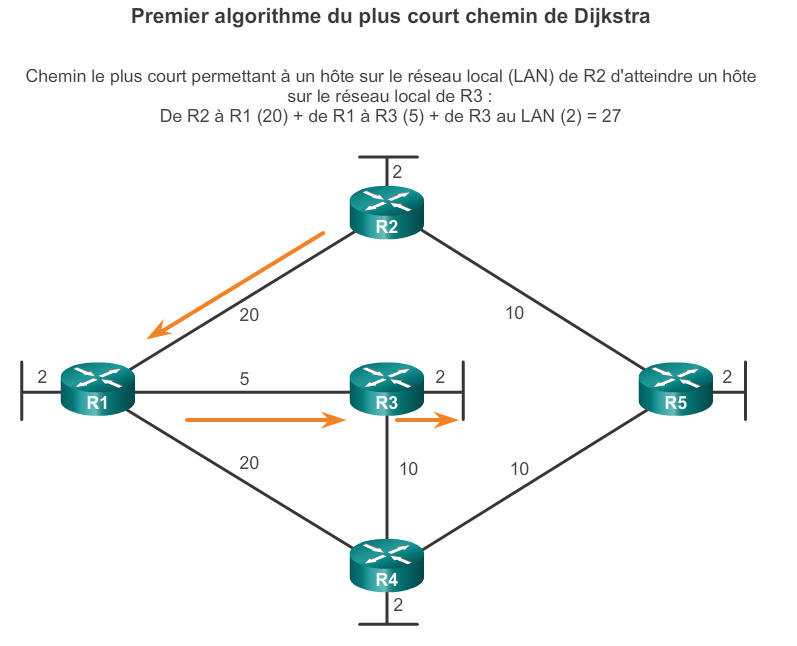 Premier algorithme du plus court chemin de Dijkstra
Chemin le plus court permettant à un hôte sur le réseau local (LAN) de R2 d'atteindre un hôte
sur le réseau local de R3 :
De R2 à R1 (20) + de R1 à R3 (5) + de R3 au LAN (2) = 27
2
R2
20
10
2
5
2
2
R1
R3
R5
20
10
10
R4
2